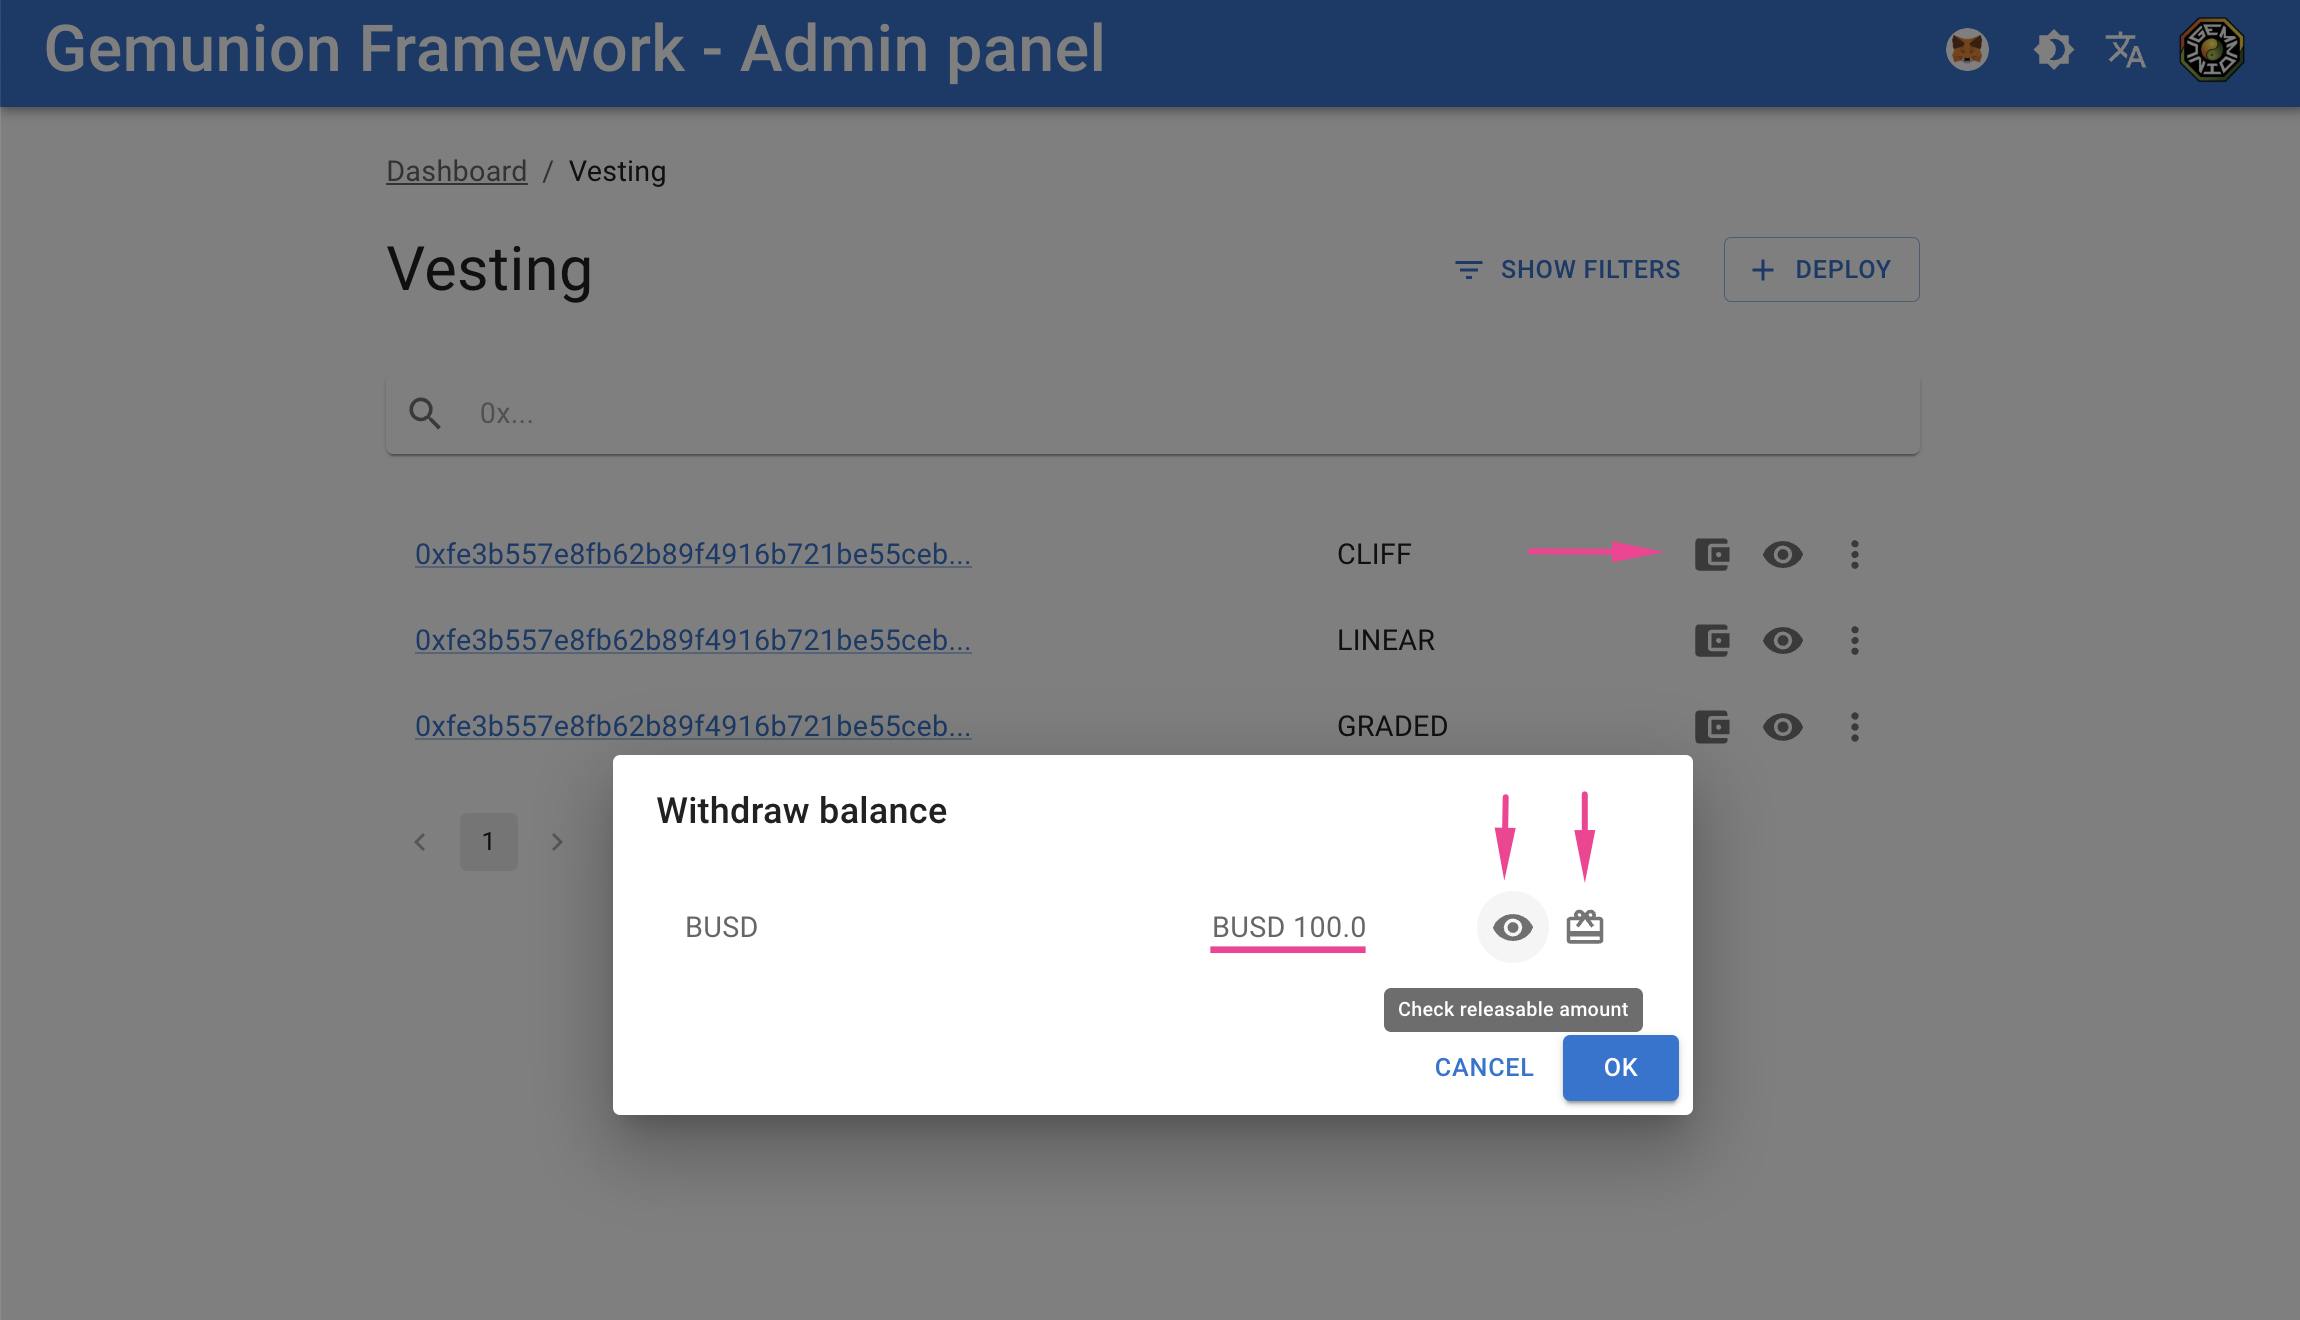 Gemunion Framework - Admin panel
GEMUNION
Dashboard / Vesting
Vesting
SHOW FILTERS
DEPLOY
0x...
0xfe3b557e8fb62b89f4916b721be55ceb... CLIFF
0xfe3b557e8fb62b89f4916b721be55ceb... LINEAR
0xfe3b557e8fb62b89f4916b721be55ceb... GRADED
1
Withdraw balance
BUSD BUSD 100.0
Check releasable amount
CANCEL OK